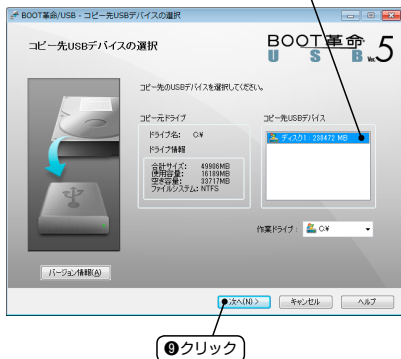 BOOT革命/USB - コピー先USBデバイスの選択
コピー先USBデバイスの選択
BOOT革命
USB Ver.5
コピー先のUSBデバイスを選択してください。
コピー元ドライブ
ドライブ名: C:¥
ドライブ情報
合計サイズ: 49906MB
使用容量: 16189MB
空き容量: 33717MB
ファイルシステム: NTFS
コピー先USBデバイス
ディスク1 : 238472 MB
作業ドライブ: C:¥
バージョン情報(A)
次へ(N) >
キャンセル
ヘルプ
❾クリック